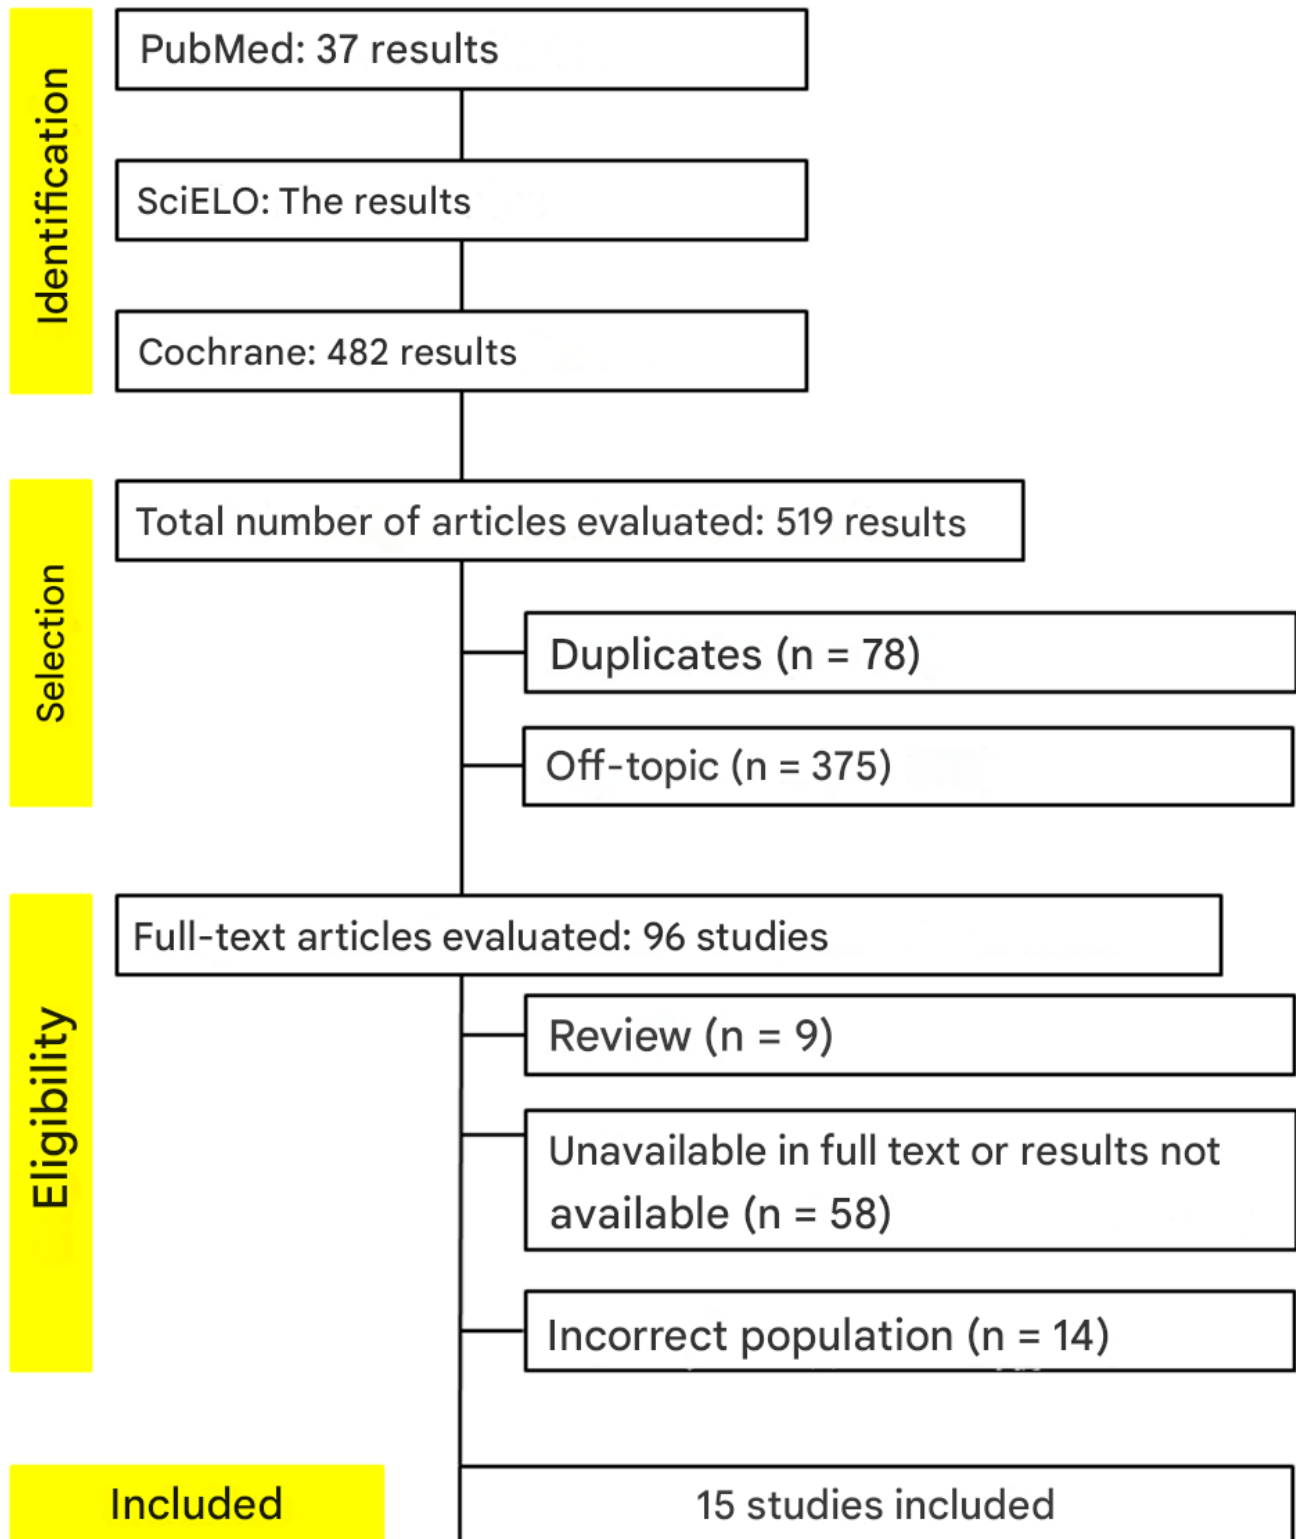 Identification
PubMed: 37 results
SciELO: The results
Cochrane: 482 results
Selection
Total number of articles evaluated: 519 results
Duplicates (n = 78)
Off-topic (n = 375)
Eligibility
Full-text articles evaluated: 96 studies
Review (n = 9)
Unavailable in full text or results not
available (n = 58)
Incorrect population (n = 14)
Included
15 studies included